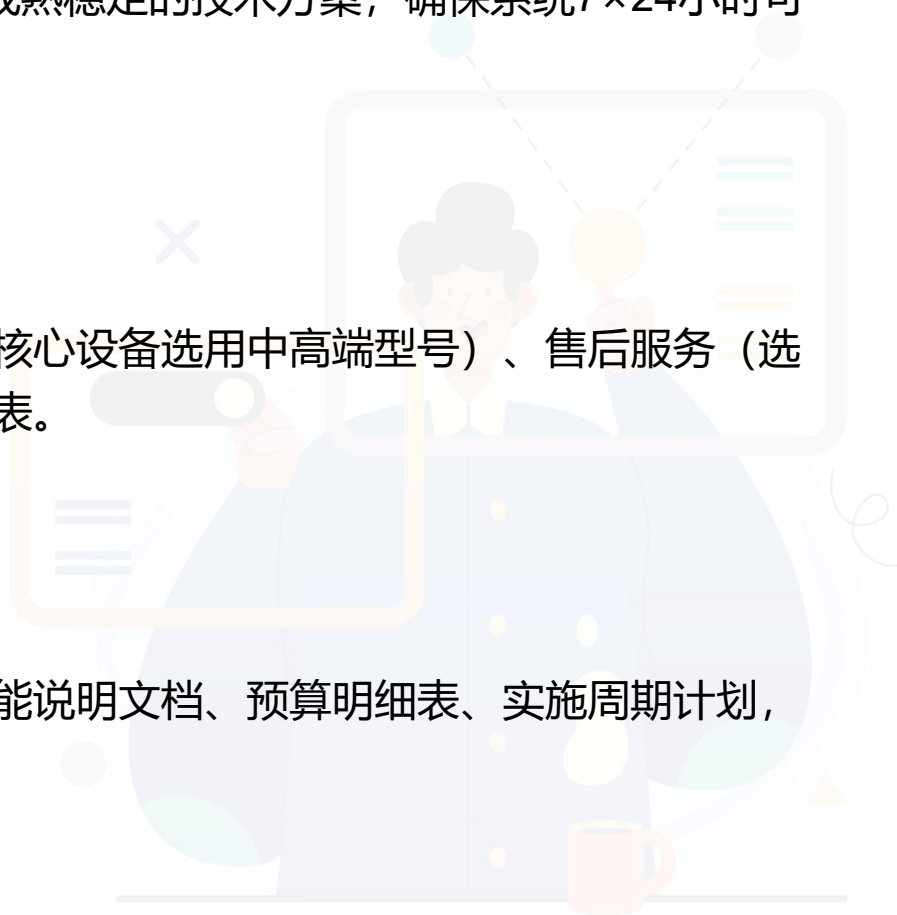 成熟稳定的技术方案，确保系统7×24小时可
核心设备选用中高端型号）、售后服务（选
表。
能说明文档、预算明细表、实施周期计划，